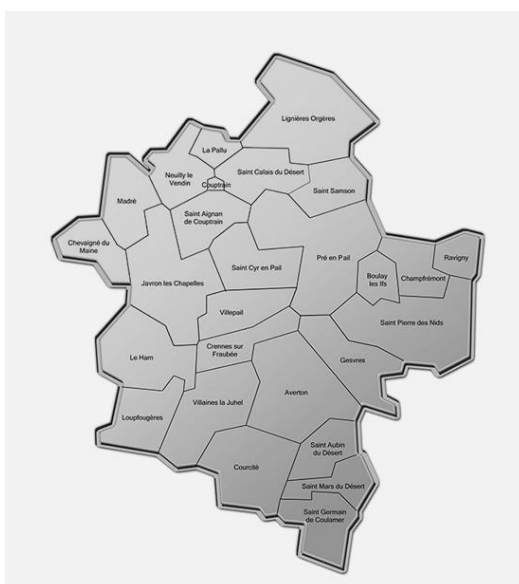 Lignières Orgères
La Pallu
Neuilly le
Vendin
Couptrain
Saint Calais du Désert
Saint Samson
Madré
Saint Aignan
de Couptrain
Chevaigné du
Maine
Saint Cyr en Pail
Pré en Pail
Ravigny
Boulay
les Ifs
Champfrémont
Javron les Chapelles
Villepail
Saint Pierre des Nids
Crennes sur
Fraubée
Le Ham
Gesvres
Averton
Loupfougères
Villaines la Juhel
Saint Aubin
du Désert
Courcité
Saint Mars du Désert
Saint Germain
de Coulamer